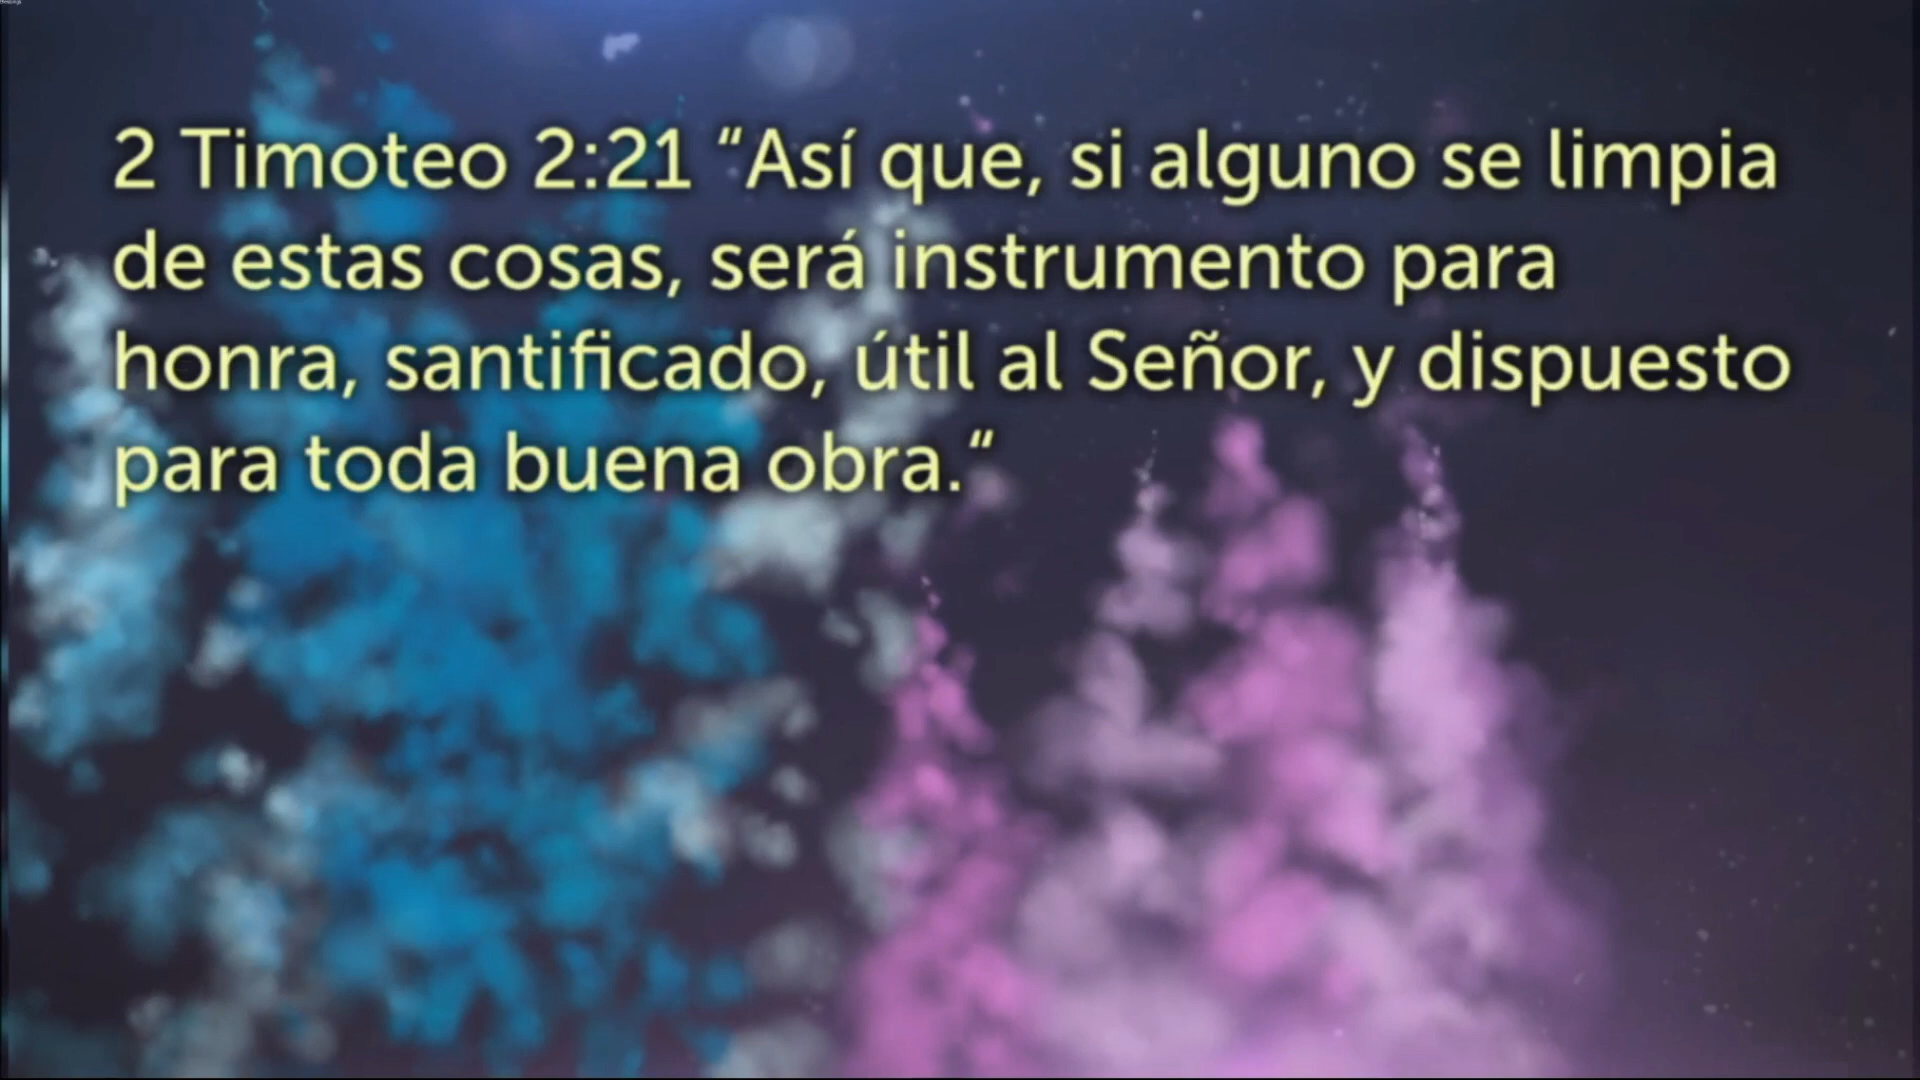 2 Timoteo 2:21 “Así que, si alguno se limpia
de estas cosas, será instrumento para
honra, santificado, útil al Señor, y dispuesto
para toda buena obra.“